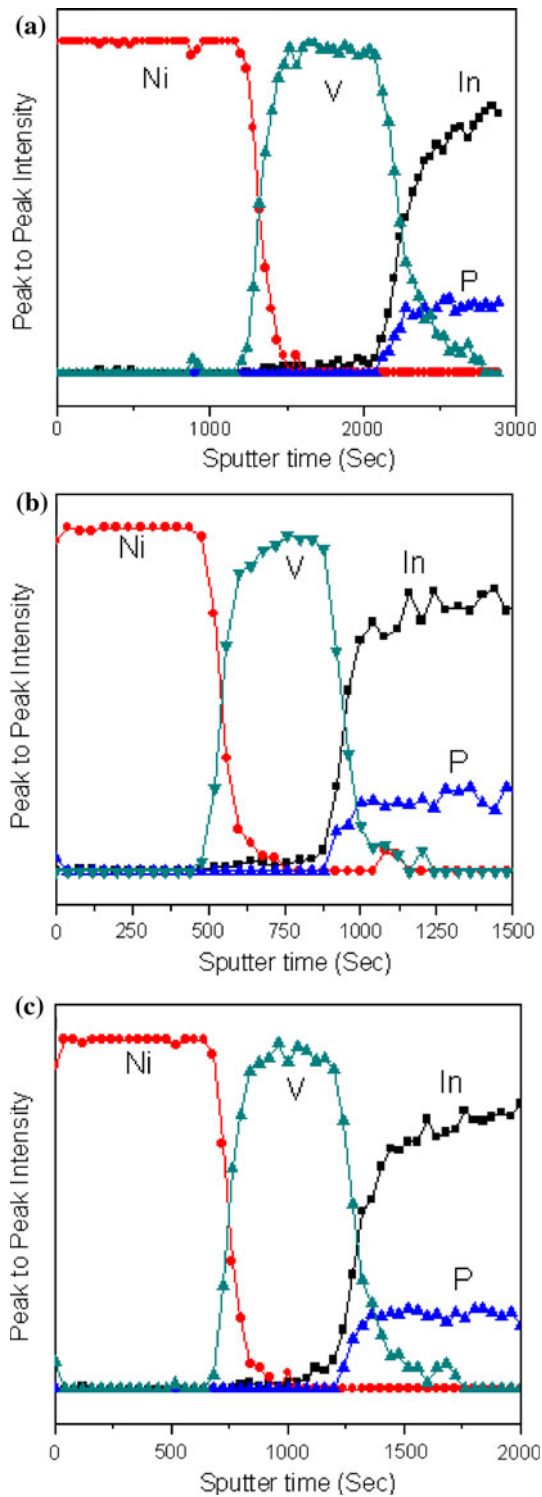 (a)
Ni
V
In
P
Peak to Peak Intensity
0 1000 2000 3000
Sputter time (Sec)
(b)
Ni
V
In
P
Peak to Peak Intensity
0 250 500 750 1000 1250 1500
Sputter time (Sec)
(c)
Ni
V
In
P
Peak to Peak Intensity
0 500 1000 1500 2000
Sputter time (Sec)